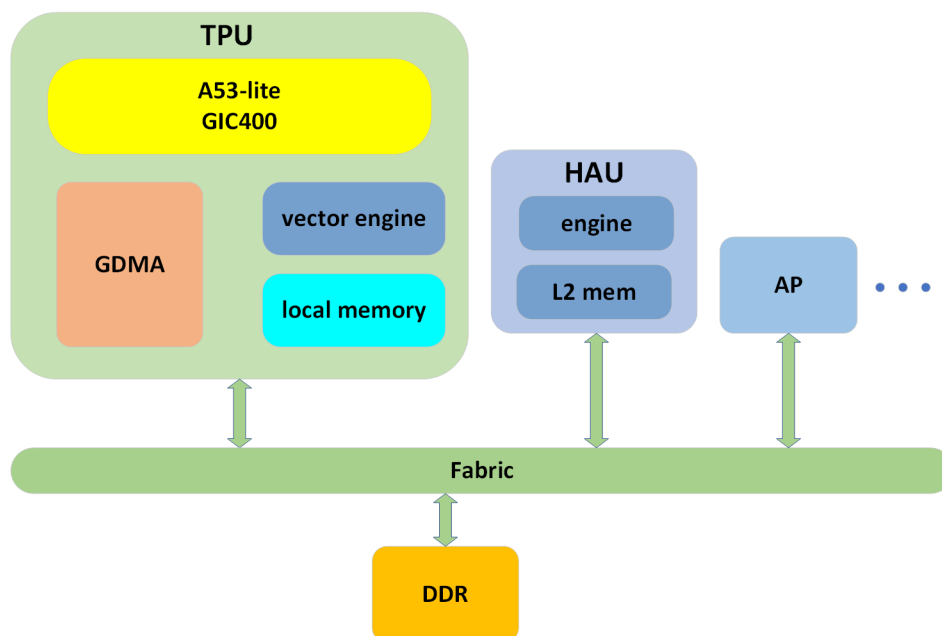 TPU
A53-lite
GIC400
GDMA
vector engine
local memory
HAU
engine
L2 mem
AP
Fabric
DDR